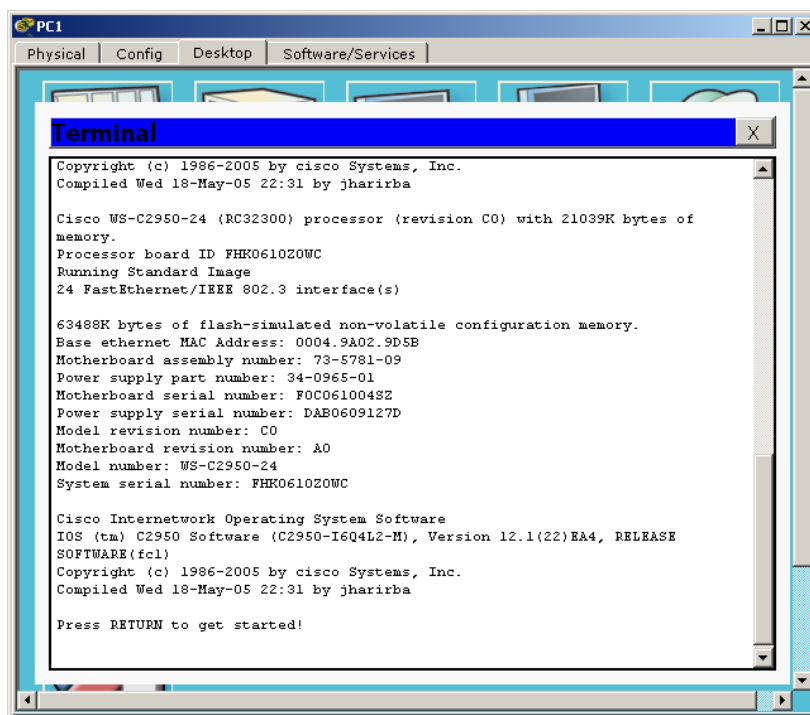 PC1
Physical Config Desktop Software/Services
Terminal X
Copyright (c) 1986-2005 by cisco Systems, Inc.
Compiled Wed 18-May-05 22:31 by jharirba
Cisco WS-C2950-24 (RC32300) processor (revision C0) with 21039K bytes of
memory.
Processor board ID FHK0610Z0WC
Running Standard Image
24 FastEthernet/IEEE 802.3 interface(s)
63488K bytes of flash-simulated non-volatile configuration memory.
Base ethernet MAC Address: 0004.9A02.9D5B
Motherboard assembly number: 73-5781-09
Power supply part number: 34-0965-01
Motherboard serial number: FOC061004SZ
Power supply serial number: DAB0609127D
Model revision number: C0
Motherboard revision number: A0
Model number: WS-C2950-24
System serial number: FHK0610Z0WC
Cisco Internetwork Operating System Software
IOS (tm) C2950 Software (C2950-I6Q4L2-M), Version 12.1(22)EA4, RELEASE
SOFTWARE(fc1)
Copyright (c) 1986-2005 by cisco Systems, Inc.
Compiled Wed 18-May-05 22:31 by jharirba
Press RETURN to get started!